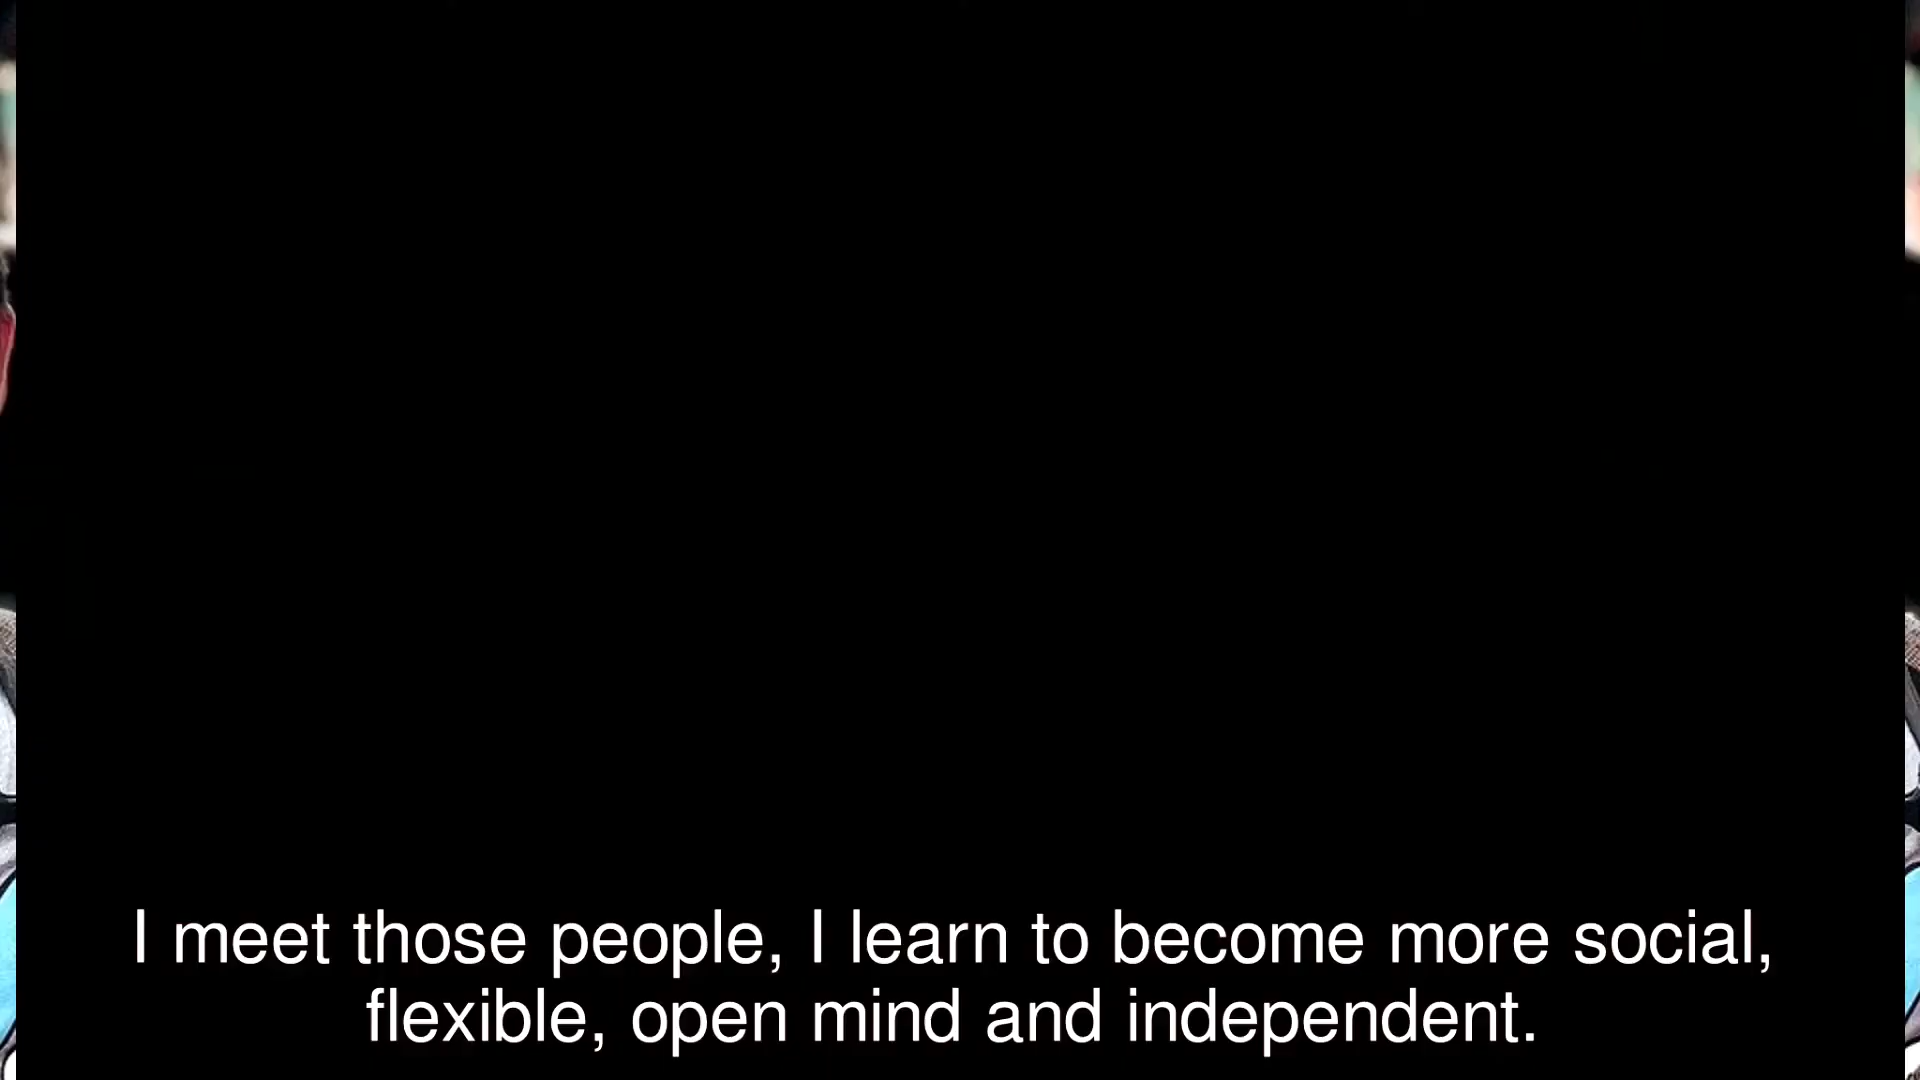 I meet those people, I learn to become more social,
flexible, open mind and independent.